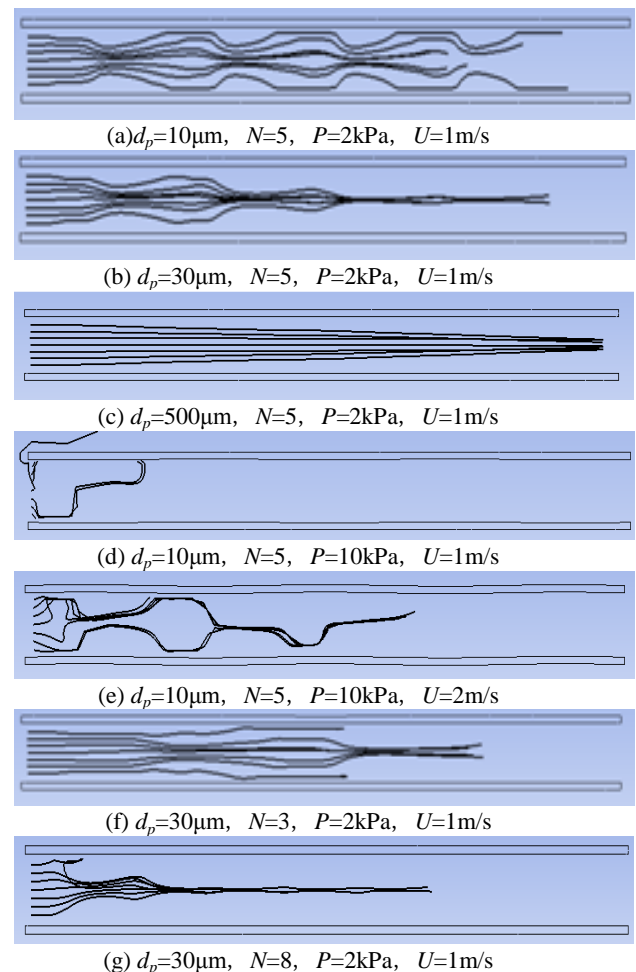 (a)dp=10μm, N=5, P=2kPa, U=1m/s
(b) dp=30μm, N=5, P=2kPa, U=1m/s
(c) dp=500μm, N=5, P=2kPa, U=1m/s
(d) dp=10μm, N=5, P=10kPa, U=1m/s
(e) dp=10μm, N=5, P=10kPa, U=2m/s
(f) dp=30μm, N=3, P=2kPa, U=1m/s
(g) dp=30μm, N=8, P=2kPa, U=1m/s